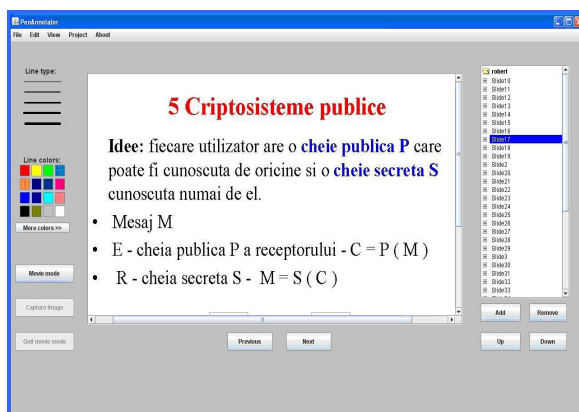 PenAnnotator
File Edit View Project About
Line type:
Line colors:
More colors >>
Movie mode
Capture Image
Quit movie mode
5 Criptosisteme publice
Idee: fiecare utilizator are o cheie publica P care
poate fi cunoscuta de oricine si o cheie secreta S
cunoscuta numai de el.
• Mesaj M
• E - cheia publica P a receptorului - C = P ( M )
• R - cheia secreta S - M = S ( C )
Previous Next
robert
Slide10
Slide11
Slide12
Slide13
Slide14
Slide15
Slide16
Slide17
Slide18
Slide19
Slide2
Slide20
Slide21
Slide22
Slide23
Slide24
Slide25
Slide26
Slide27
Slide28
Slide29
Slide3
Slide30
Slide31
Slide32
Slide33
Add Remove
Up Down